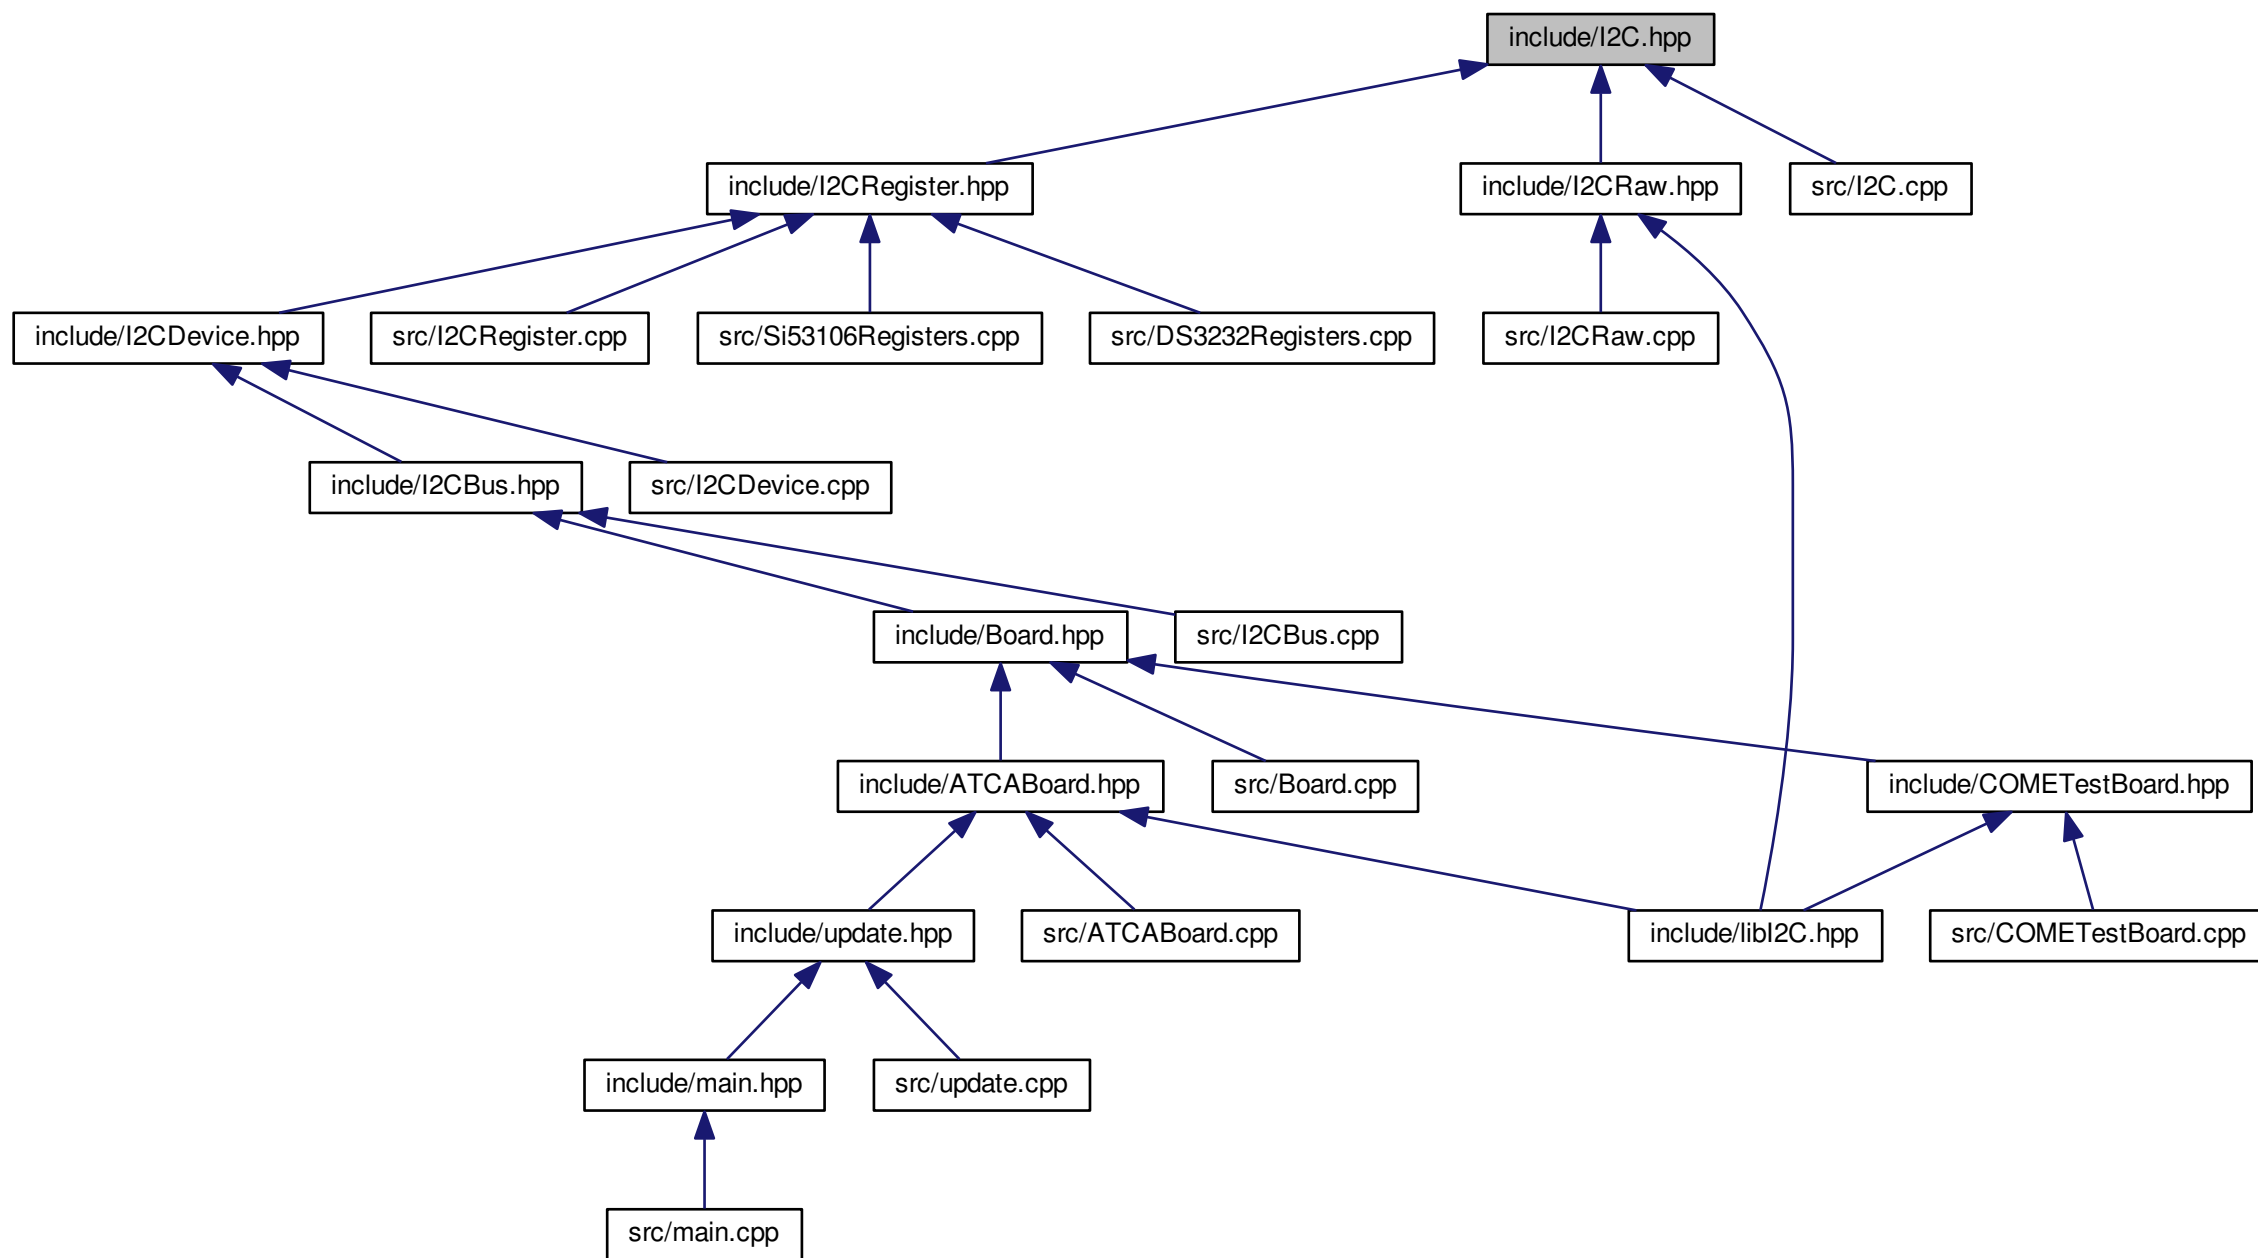 include/I2C.hpp
include/I2CRegister.hpp
include/I2CRaw.hpp
src/I2C.cpp
include/I2CDevice.hpp
src/I2CRegister.cpp
src/Si53106Registers.cpp
src/DS3232Registers.cpp
src/I2CRaw.cpp
include/I2CBus.hpp
src/I2CDevice.cpp
include/Board.hpp
src/I2CBus.cpp
include/ATCABoard.hpp
src/Board.cpp
include/COMETestBoard.hpp
include/update.hpp
src/ATCABoard.cpp
include/libI2C.hpp
src/COMETestBoard.cpp
include/main.hpp
src/update.cpp
src/main.cpp